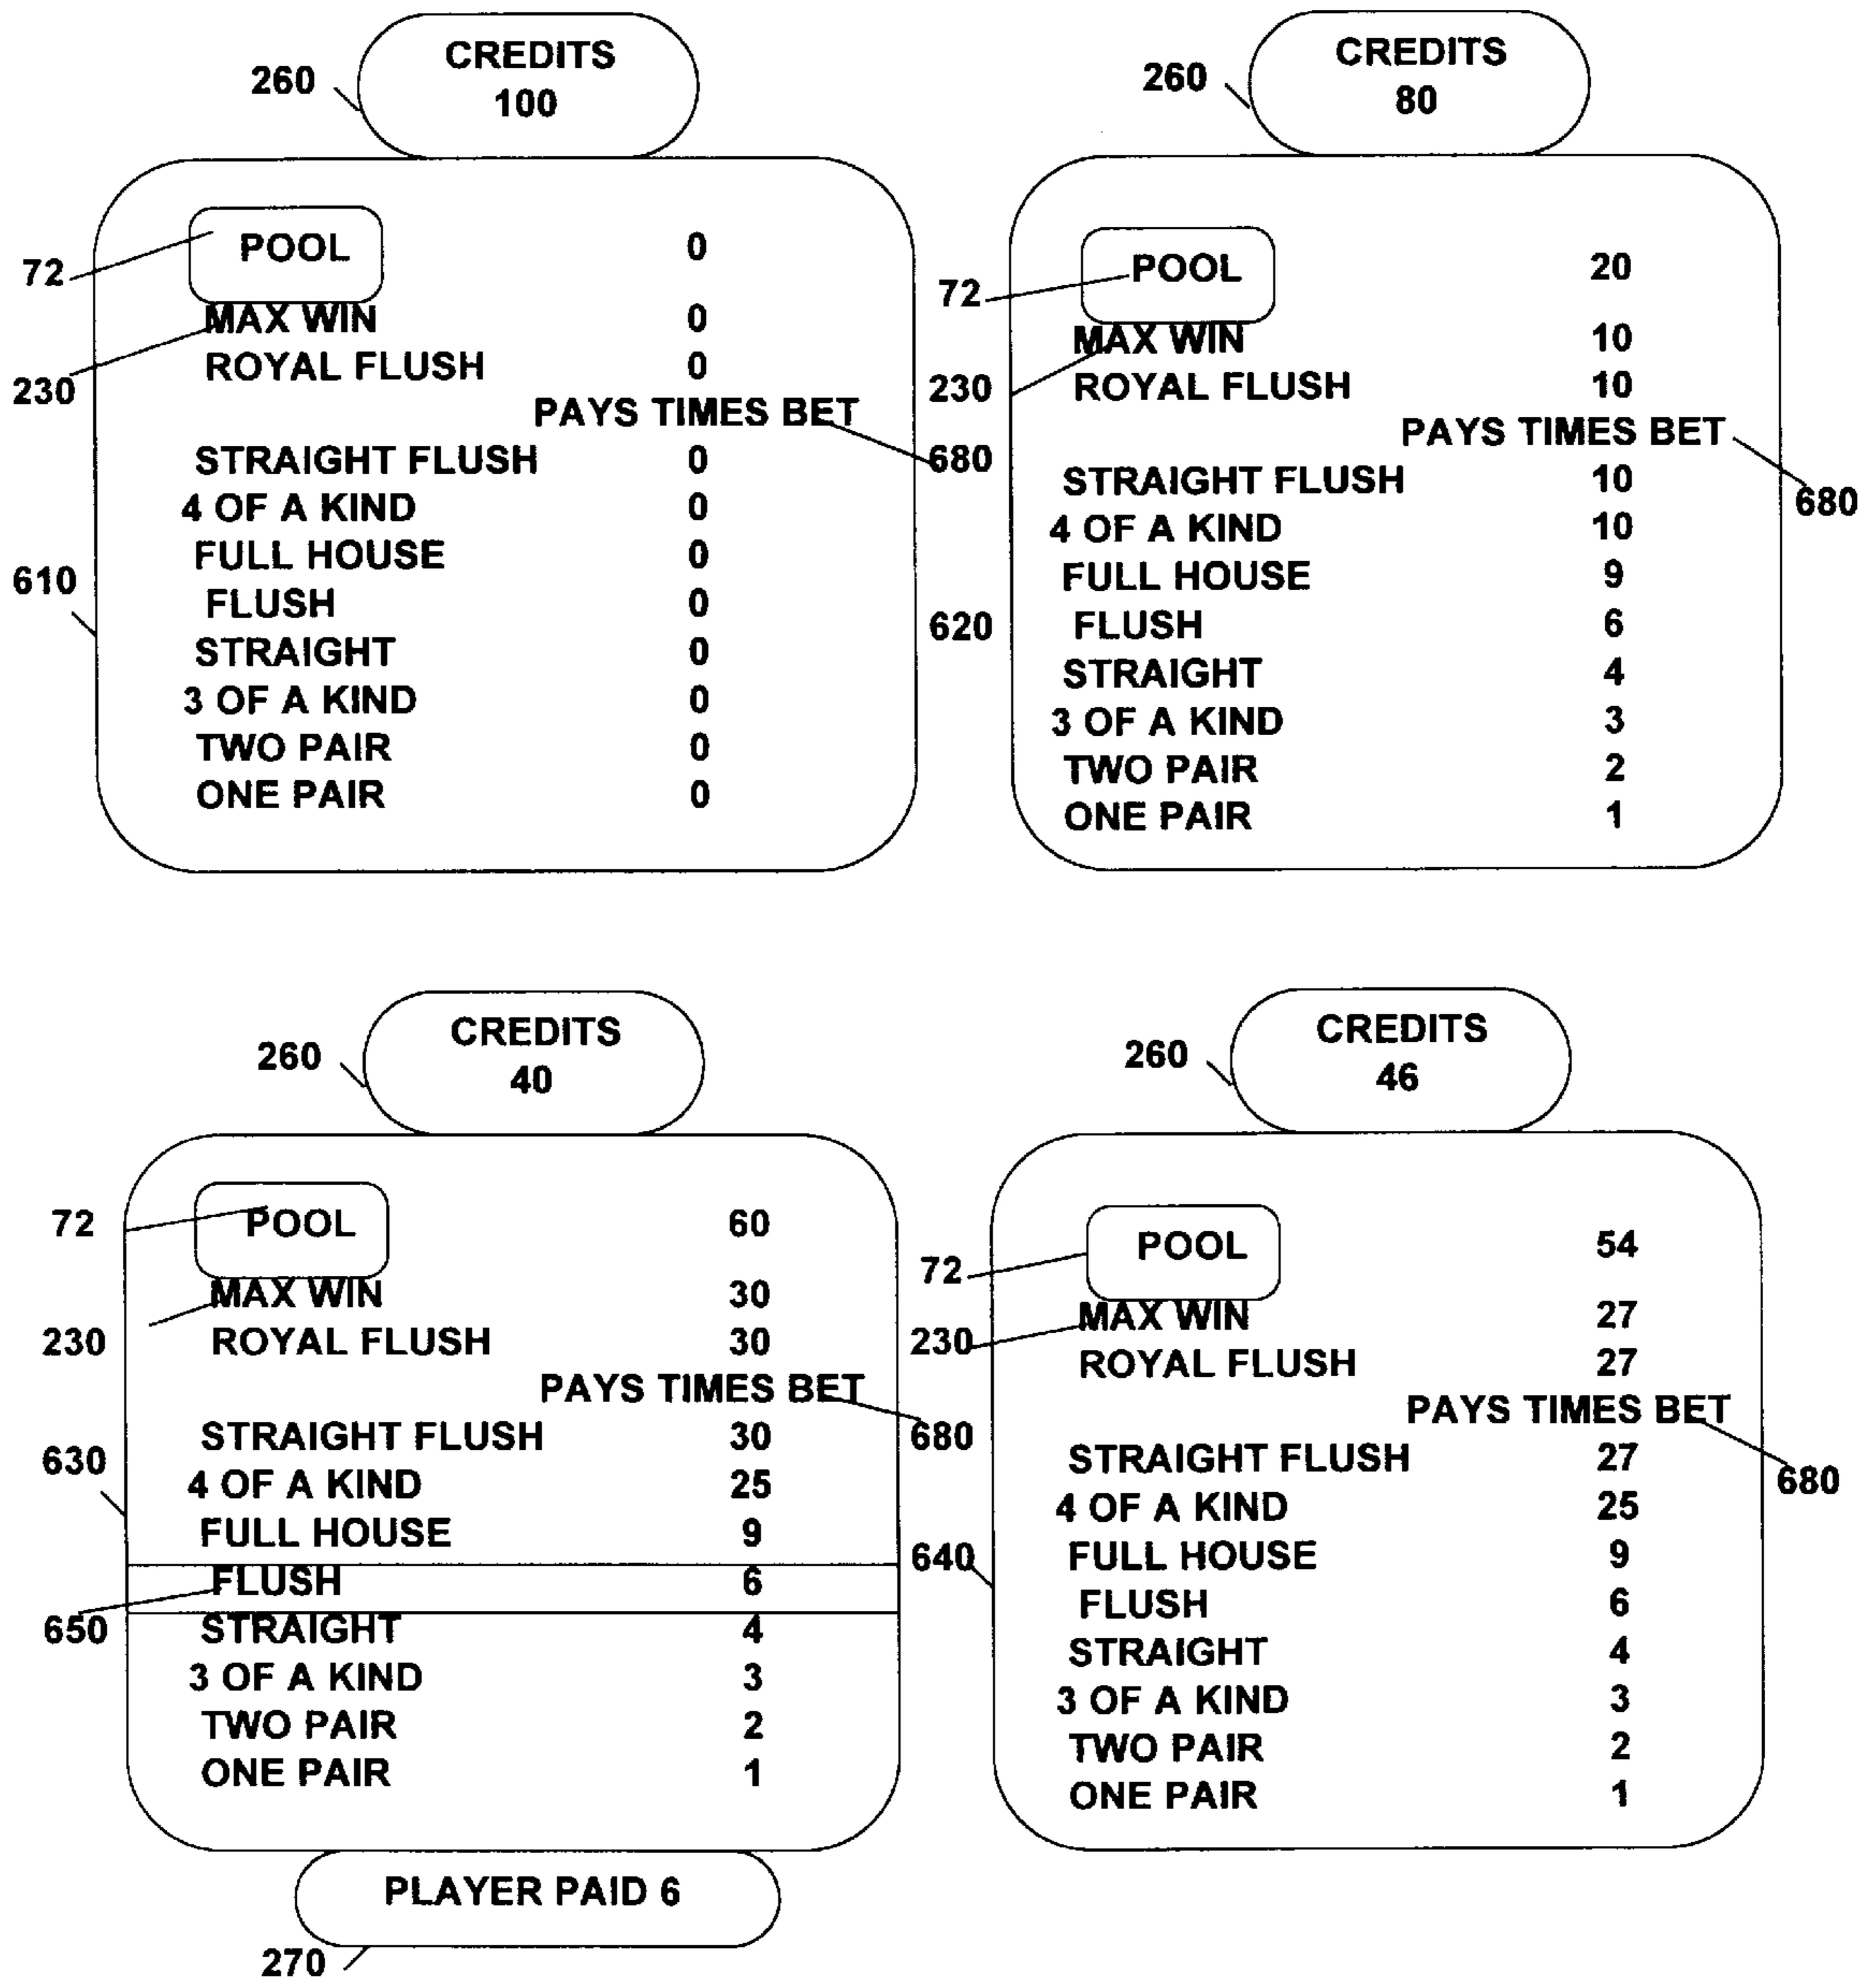 CREDITS
100
260
POOL 0
72
MAX WIN 0
230
ROYAL FLUSH 0
PAYS TIMES BET
680
STRAIGHT FLUSH 0
4 OF A KIND 0
FULL HOUSE 0
610
FLUSH 0
STRAIGHT 0
3 OF A KIND 0
TWO PAIR 0
ONE PAIR 0
CREDITS
80
260
POOL 20
72
MAX WIN 10
230
ROYAL FLUSH 10
PAYS TIMES BET
680
STRAIGHT FLUSH 10
4 OF A KIND 10
FULL HOUSE 9
620
FLUSH 6
STRAIGHT 4
3 OF A KIND 3
TWO PAIR 2
ONE PAIR 1
CREDITS
40
260
72
POOL 60
MAX WIN 30
230
ROYAL FLUSH 30
PAYS TIMES BET
680
STRAIGHT FLUSH 30
630
4 OF A KIND 25
FULL HOUSE 9
FLUSH 6
650
STRAIGHT 4
3 OF A KIND 3
TWO PAIR 2
ONE PAIR 1
PLAYER PAID 6
270
CREDITS
46
260
POOL 54
72
MAX WIN 27
230
ROYAL FLUSH 27
PAYS TIMES BET
680
STRAIGHT FLUSH 27
4 OF A KIND 25
640
FULL HOUSE 9
FLUSH 6
STRAIGHT 4
3 OF A KIND 3
TWO PAIR 2
ONE PAIR 1